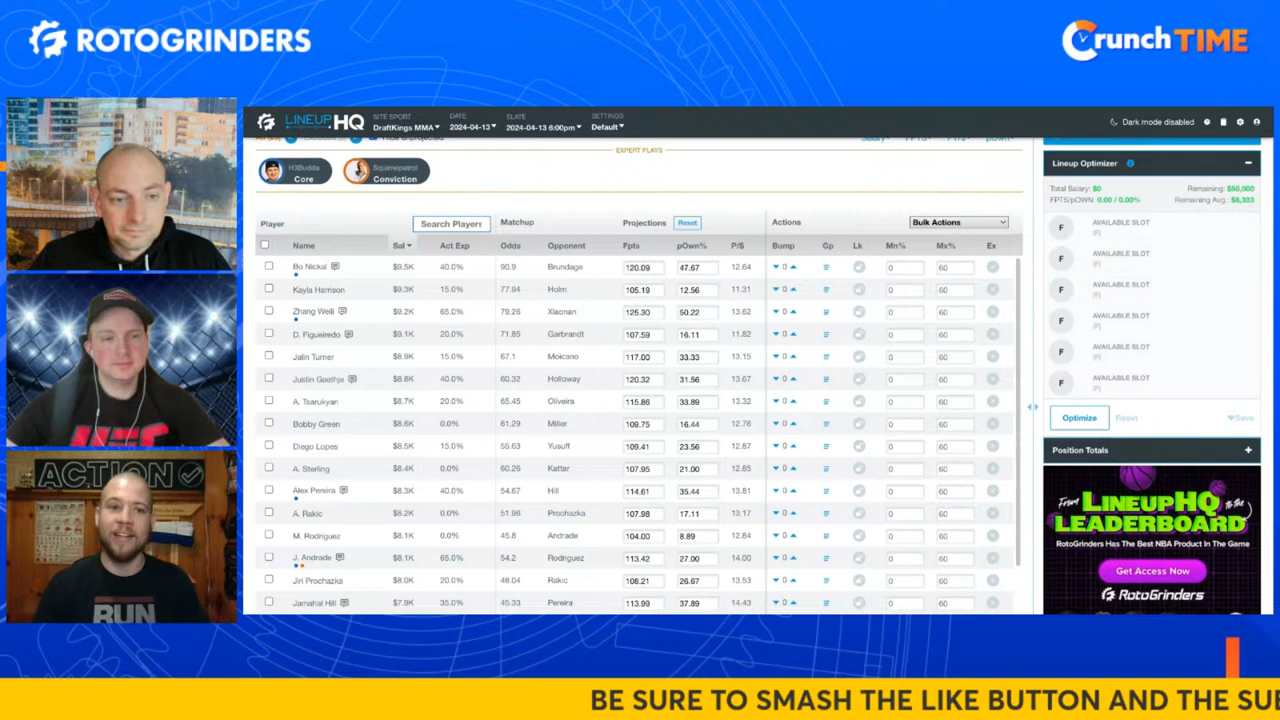 ROTOGRINDERS
CrunchTIME
LINEUPHQ
SITE SPORT
DraftKings MMA
DATE
2024-04-13
SLATE
2024-04-13 6:00pm
SETTINGS
Default
Dark mode disabled
EXPERT PLAYS
H3Budda
Core
Squirrelpatrol
Conviction
Player
Search Players
Matchup
Projections
Reset
Actions
Bulk Actions
Name Sal Act Exp Odds Opponent Fpts pOwn% P/$ Bump Gp Lk Mn% Mx% Ex
Bo Nickal $9.5K 40.0% 90.9 Brundage 120.09 47.67 12.64 0 0 60
Kayla Harrison $9.3K 15.0% 77.94 Holm 105.19 12.56 11.31 0 0 60
Zhang Weili $9.2K 65.0% 79.26 Xiaonan 125.30 50.22 13.62 0 0 60
D. Figueiredo $9.1K 20.0% 71.85 Garbrandt 107.59 16.11 11.82 0 0 60
Jalin Turner $8.9K 15.0% 67.1 Moicano 117.00 33.33 13.15 0 0 60
Justin Gaethje $8.8K 40.0% 60.32 Holloway 120.32 31.56 13.67 0 0 60
A. Tsarukyan $8.7K 20.0% 65.45 Oliveira 115.86 33.89 13.32 0 0 60
Bobby Green $8.6K 0.0% 61.29 Miller 109.75 16.44 12.76 0 0 60
Diego Lopes $8.5K 15.0% 55.63 Yusuff 109.41 23.56 12.87 0 0 60
A. Sterling $8.4K 0.0% 60.26 Kattar 107.95 21.00 12.85 0 0 60
Alex Pereira $8.3K 40.0% 54.67 Hill 114.61 35.44 13.81 0 0 60
A. Rakic $8.2K 0.0% 51.96 Prochazka 107.98 17.11 13.17 0 0 60
M. Rodriguez $8.1K 0.0% 45.8 Andrade 104.00 8.89 12.84 0 0 60
J. Andrade $8.1K 65.0% 54.2 Rodriguez 113.42 27.00 14.00 0 0 60
Jiri Prochazka $8.0K 20.0% 48.04 Rakic 108.21 26.67 13.53 0 0 60
Jamahal Hill $7.9K 35.0% 45.33 Pereira 113.99 37.89 14.43 0 0 60
Lineup Optimizer
Total Salary: $0 Remaining: $50,000
FPTS/pOWN: 0.00 / 0.00% Remaining Avg.: $8,333
F AVAILABLE SLOT
(F)
F AVAILABLE SLOT
(F)
F AVAILABLE SLOT
(F)
F AVAILABLE SLOT
(F)
F AVAILABLE SLOT
(F)
F AVAILABLE SLOT
(F)
Optimize
Reset
Save
Position Totals
From LINEUPHQ to the
LEADERBOARD
RotoGrinders Has The Best NBA Product In The Game
Get Access Now
RotoGrinders
ACTION
RUN
BE SURE TO SMASH THE LIKE BUTTON AND THE SU